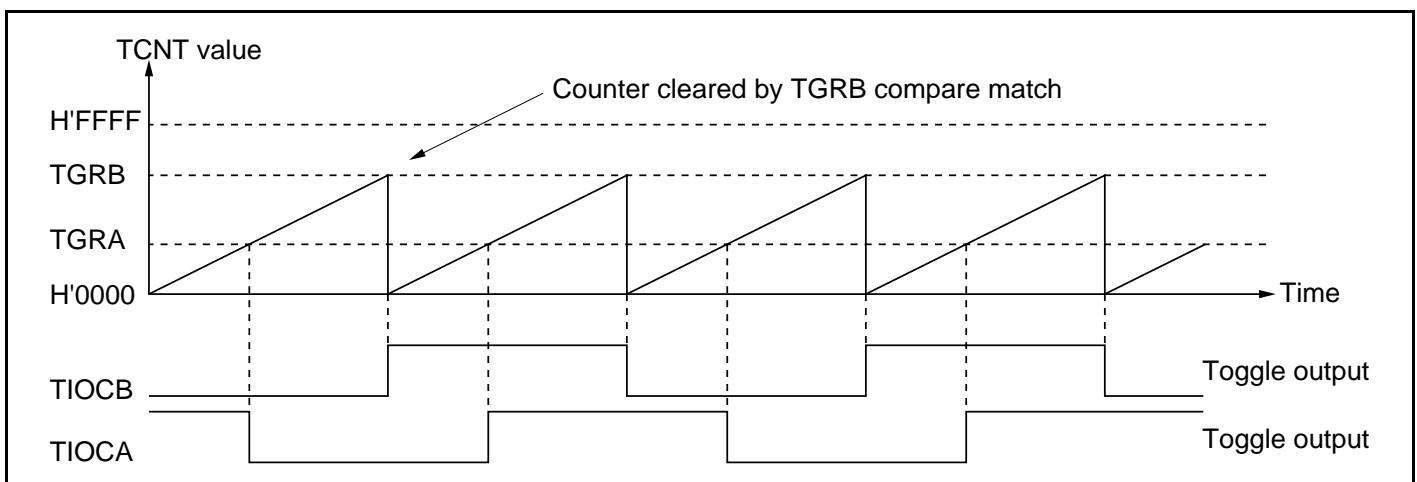 TCNT value
Counter cleared by TGRB compare match
H'FFFF
TGRB
TGRA
H'0000
Time
Toggle output
TIOCB
Toggle output
TIOCA